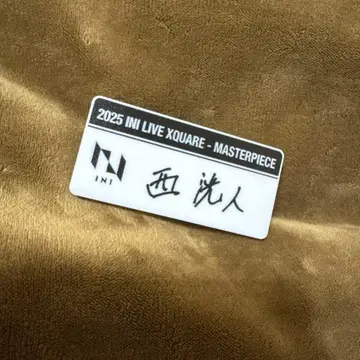 2025 INI LIVE XQUARE - MASTERPIECE
INI
西 洸人